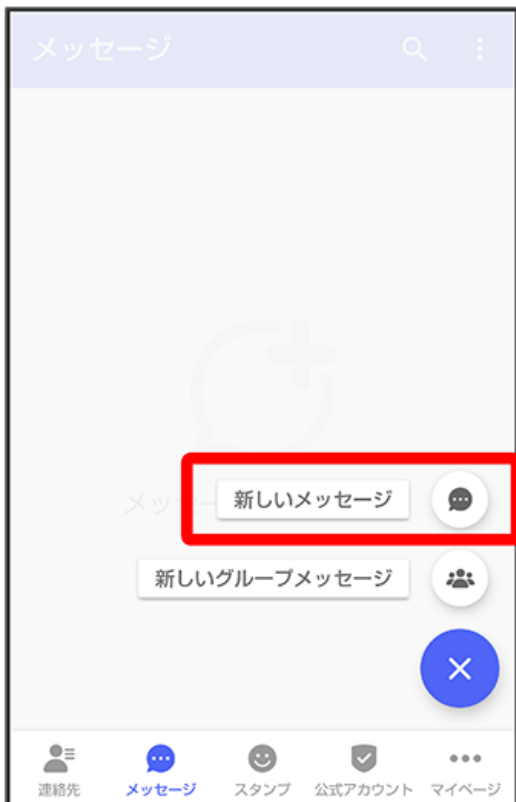 メッセージ
新しいメッセージ
新しいグループメッセージ
連絡先
メッセージ
スタンプ
公式アカウント
マイページ